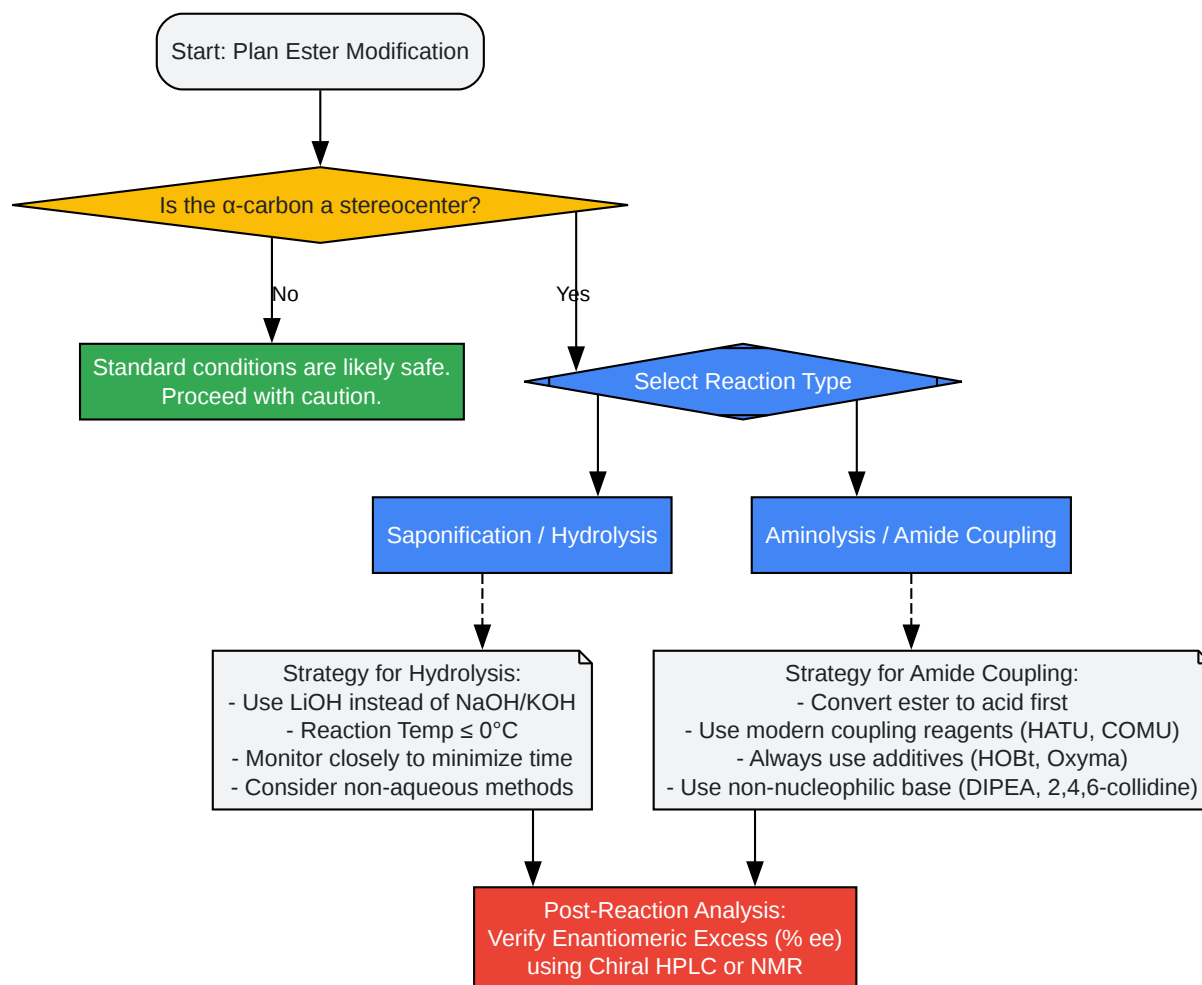 Start: Plan Ester Modification
Is the α-carbon a stereocenter?
No
Yes
Standard conditions are likely safe.
Proceed with caution.
Select Reaction Type
Saponification / Hydrolysis
Aminolysis / Amide Coupling
Strategy for Hydrolysis:
- Use LiOH instead of NaOH/KOH
- Reaction Temp ≤ 0°C
- Monitor closely to minimize time
- Consider non-aqueous methods
Strategy for Amide Coupling:
- Convert ester to acid first
- Use modern coupling reagents (HATU, COMU)
- Always use additives (HOBt, Oxyma)
- Use non-nucleophilic base (DIPEA, 2,4,6-collidine)
Post-Reaction Analysis:
Verify Enantiomeric Excess (% ee)
using Chiral HPLC or NMR